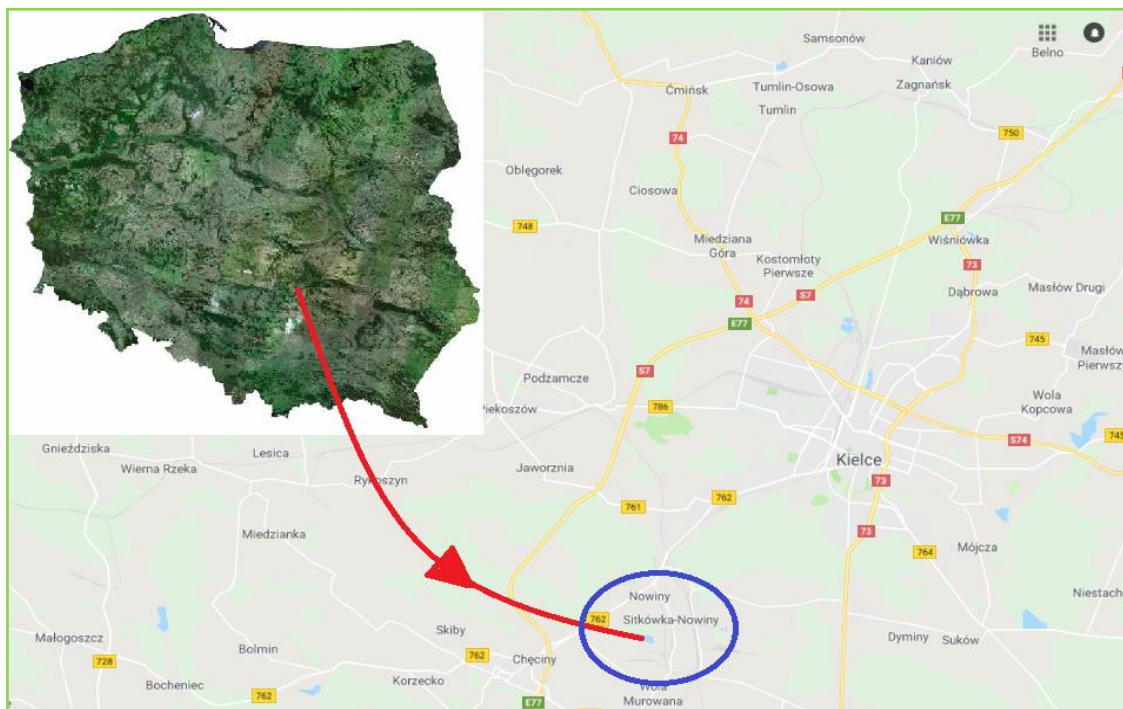 Samsonów
Belno
Kaniów
Ćmińsk
Tumlin-Osowa
Zagnańsk
Tumlin
74
750
Oblęgorek
Ciosowa
748
E77
Miedziana
Góra
Wiśniówka
Kostomłoty
Pierwsze
73
Dąbrowa
Masłów Drugi
74
S7
E77
745
Masłów
Pierwszy
S7
Podzamcze
Piekoszów
786
Wola
Kopcowa
745
S74
Gnieździska
Lesica
Wierna Rzeka
Jaworznia
Rykoszyn
Kielce
73
762
761
Miedzianka
73
764
Mójcza
Nowiny
Niestach
762
Sitkówka-Nowiny
Skiby
Małogoszcz
Bolmin
Dyminy
Suków
728
762
Chęciny
Korzecko
Bocheniec
762
E77
Wola
Murowana